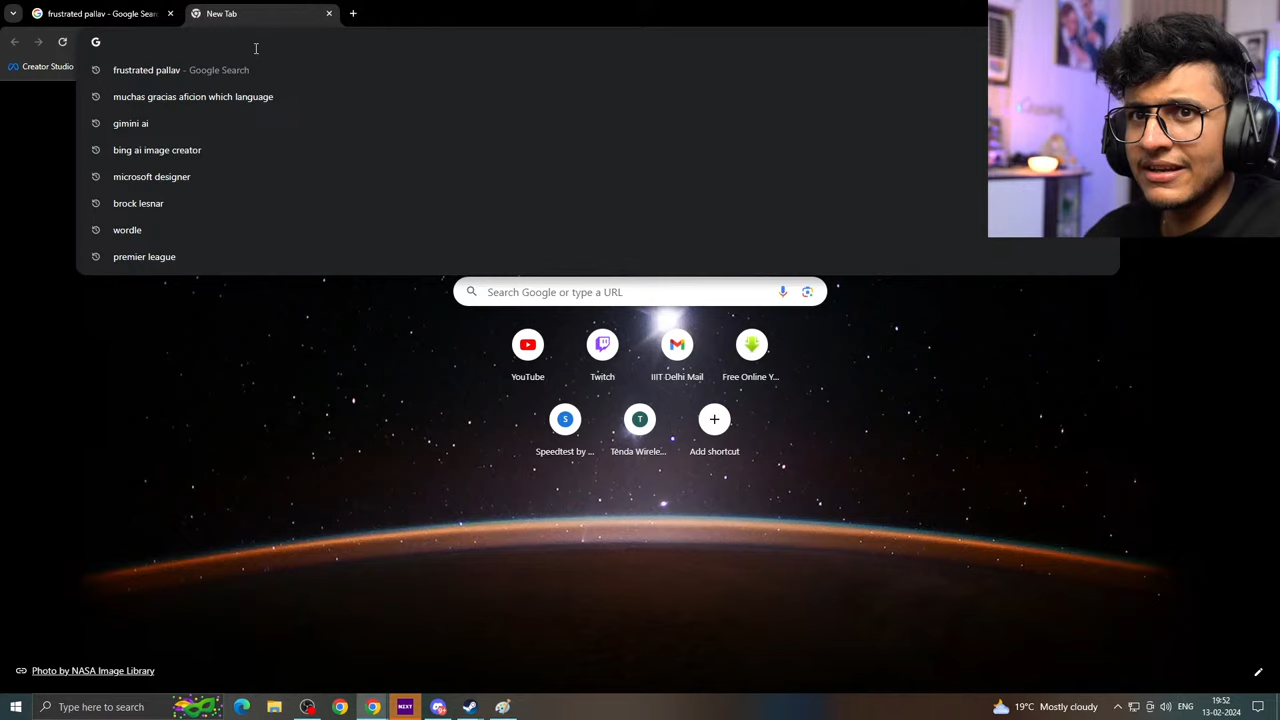 frustrated pallav - Google Sear
New Tab
Creator Studio
frustrated pallav - Google Search
muchas gracias aficion which language
gimini ai
bing ai image creator
microsoft designer
brock lesnar
wordle
premier league
Search Google or type a URL
YouTube
Twitch
IIIT Delhi Mail
Free Online Y...
S
T
Speedtest by ...
Tenda Wirele...
Add shortcut
Photo by NASA Image Library
Type here to search
NIXT
19°C Mostly cloudy
19:52
13-02-2024